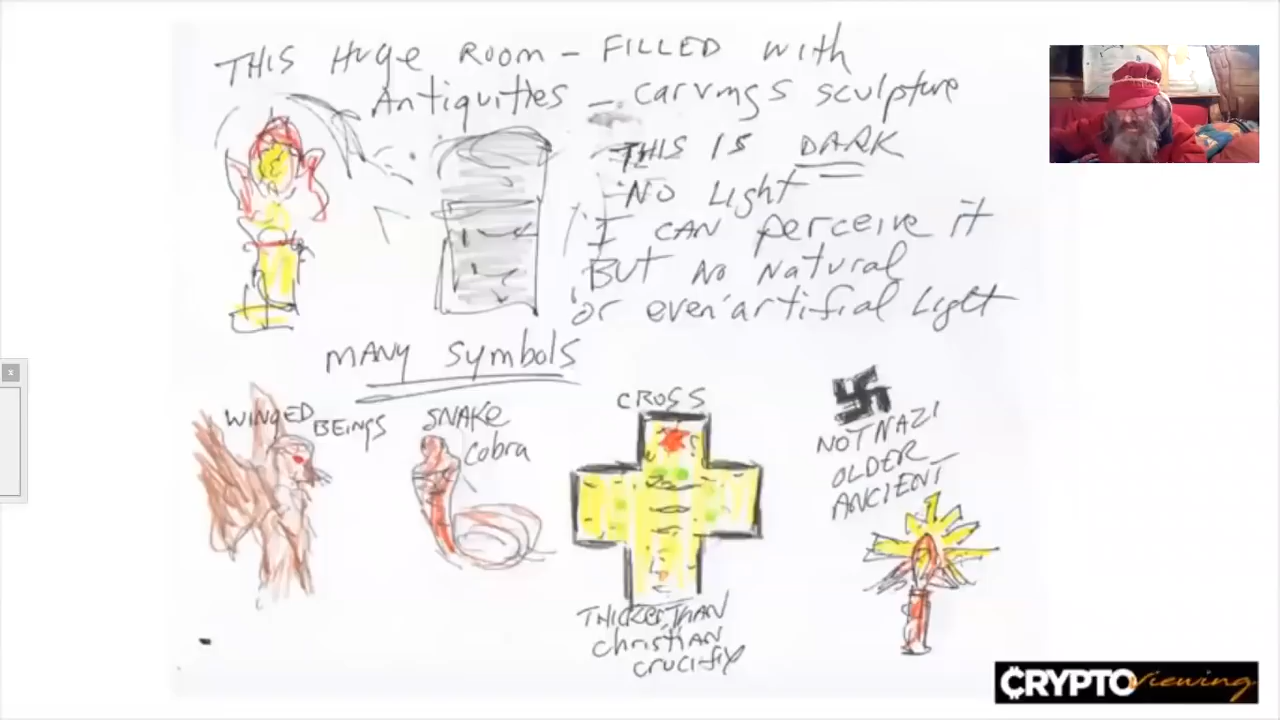 THIS Huge ROOM – FILLED with
Antiquities – carvings sculpture
THIS IS DARK
NO Light
I CAN perceive it
BUT NO Natural
or even artifial Light
MANY Symbols
WINGED BEINGS
SNAKE
cobra
CROSS
THICKER THAN
christian
crucifix
NOT NAZI
OLDER –
ANCIENT
x
CRYPTO Viewing